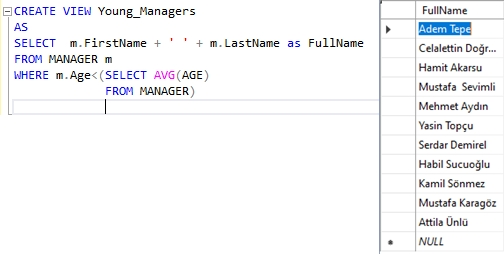 CREATE VIEW Young_Managers
AS
SELECT m.FirstName + ' ' + m.LastName as FullName
FROM MANAGER m
WHERE m.Age<(SELECT AVG(AGE)
FROM MANAGER)
FullName
Adem Tepe
Celalettin Doğr...
Hamit Akarsu
Mustafa Sevimli
Mehmet Aydın
Yasin Topçu
Serdar Demirel
Habil Sucuoğlu
Kamil Sönmez
Mustafa Karagöz
Attila Ünlü
NULL